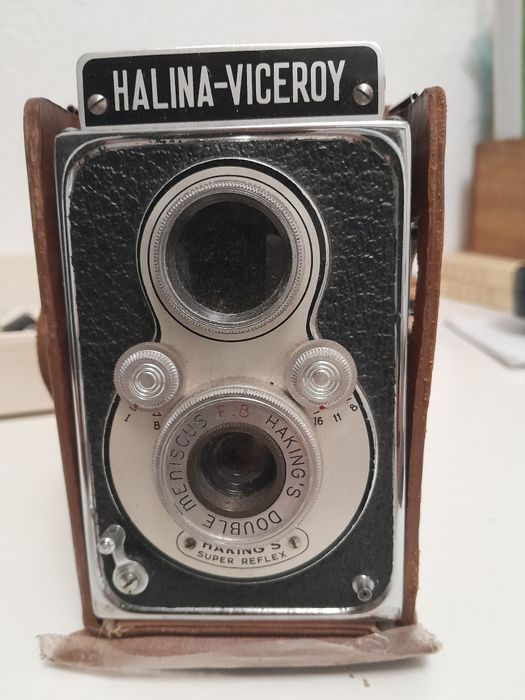 HALINA-VICEROY
I B
16 11 8
HAKING'S DOUBLE MENISCUS F.8
HAKING'S
SUPER REFLEX